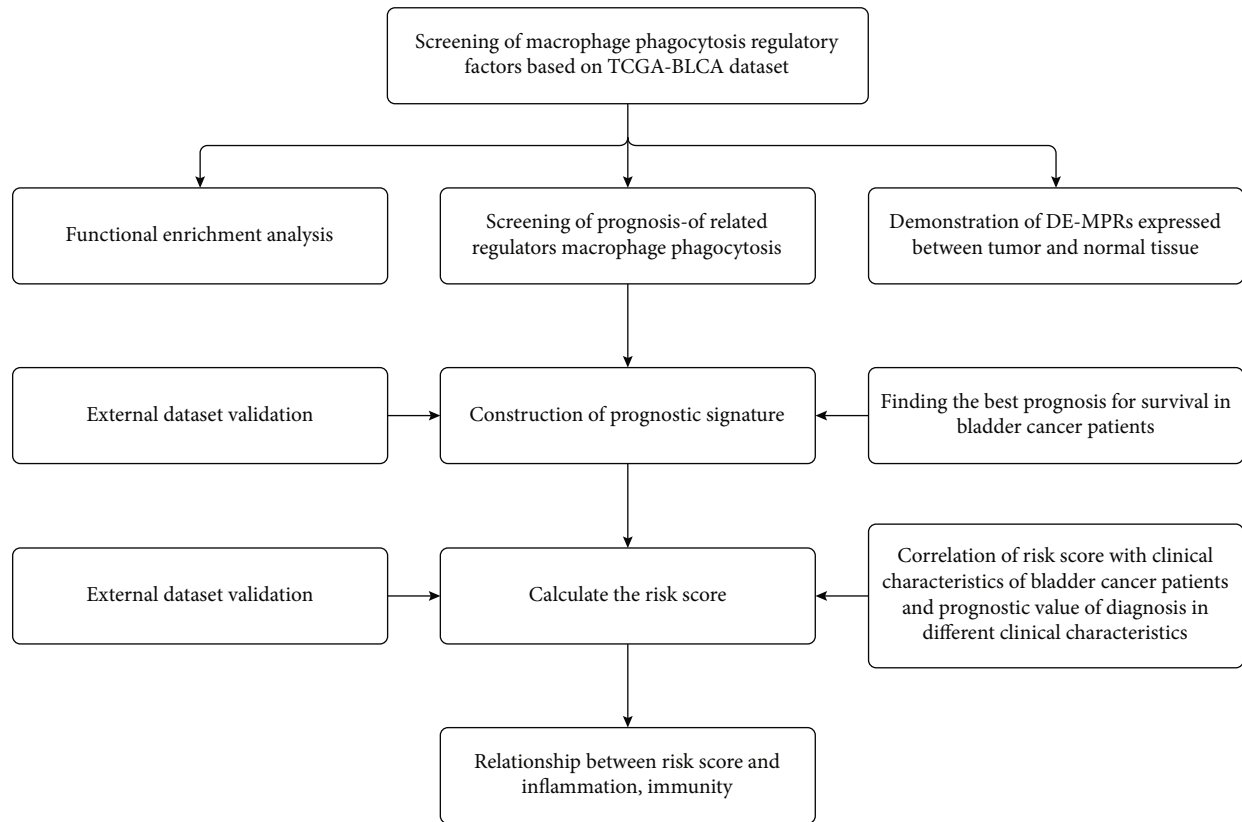 Screening of macrophage phagocytosis regulatory
factors based on TCGA-BLCA dataset
Functional enrichment analysis
Screening of prognosis-of related
regulators macrophage phagocytosis
Demonstration of DE-MPRs expressed
between tumor and normal tissue
External dataset validation
Construction of prognostic signature
Finding the best prognosis for survival in
bladder cancer patients
External dataset validation
Calculate the risk score
Correlation of risk score with clinical
characteristics of bladder cancer patients
and prognostic value of diagnosis in
different clinical characteristics
Relationship between risk score and
inflammation, immunity